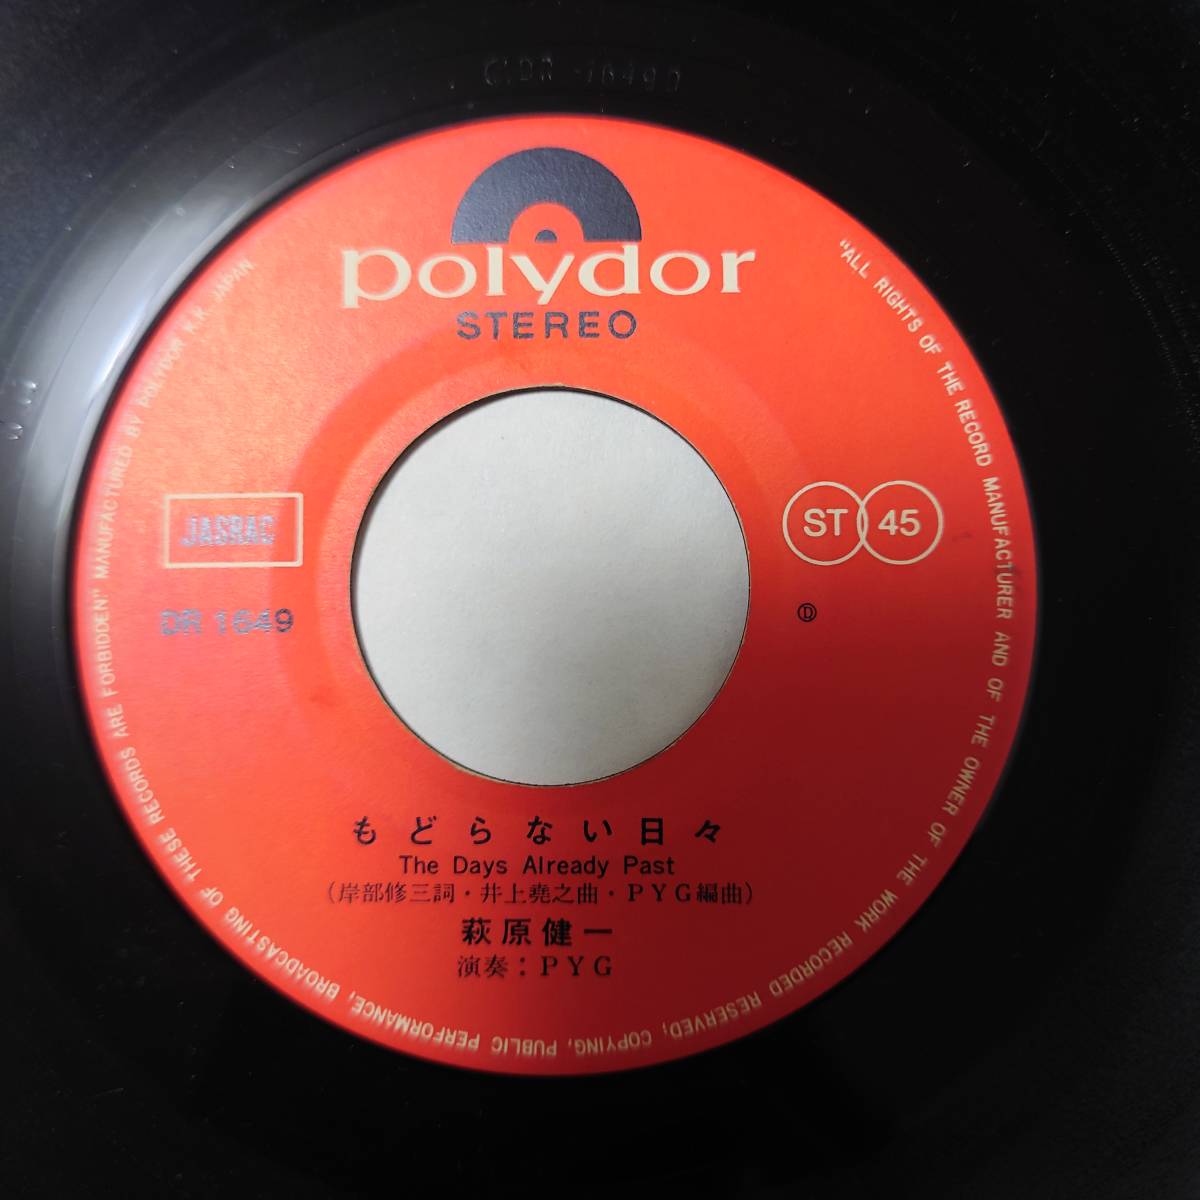 polydor
STEREO
JASRAC
DR 1649
ST 45
Ⓓ
もどらない日々
The Days Already Past
(岸部修三詞・井上堯之曲・PYG編曲)
萩原健一
演奏:PYG
"ALL RIGHTS OF THE RECORD MANUFACTURER AND OF THE OWNER OF THE WORK RECORDED RESERVED; COPYING, PUBLIC PERFORMANCE, BROADCASTING OF THESE RECORDS ARE FORBIDDEN" MANUFACTURED BY POLYDOR K.K. JAPAN.